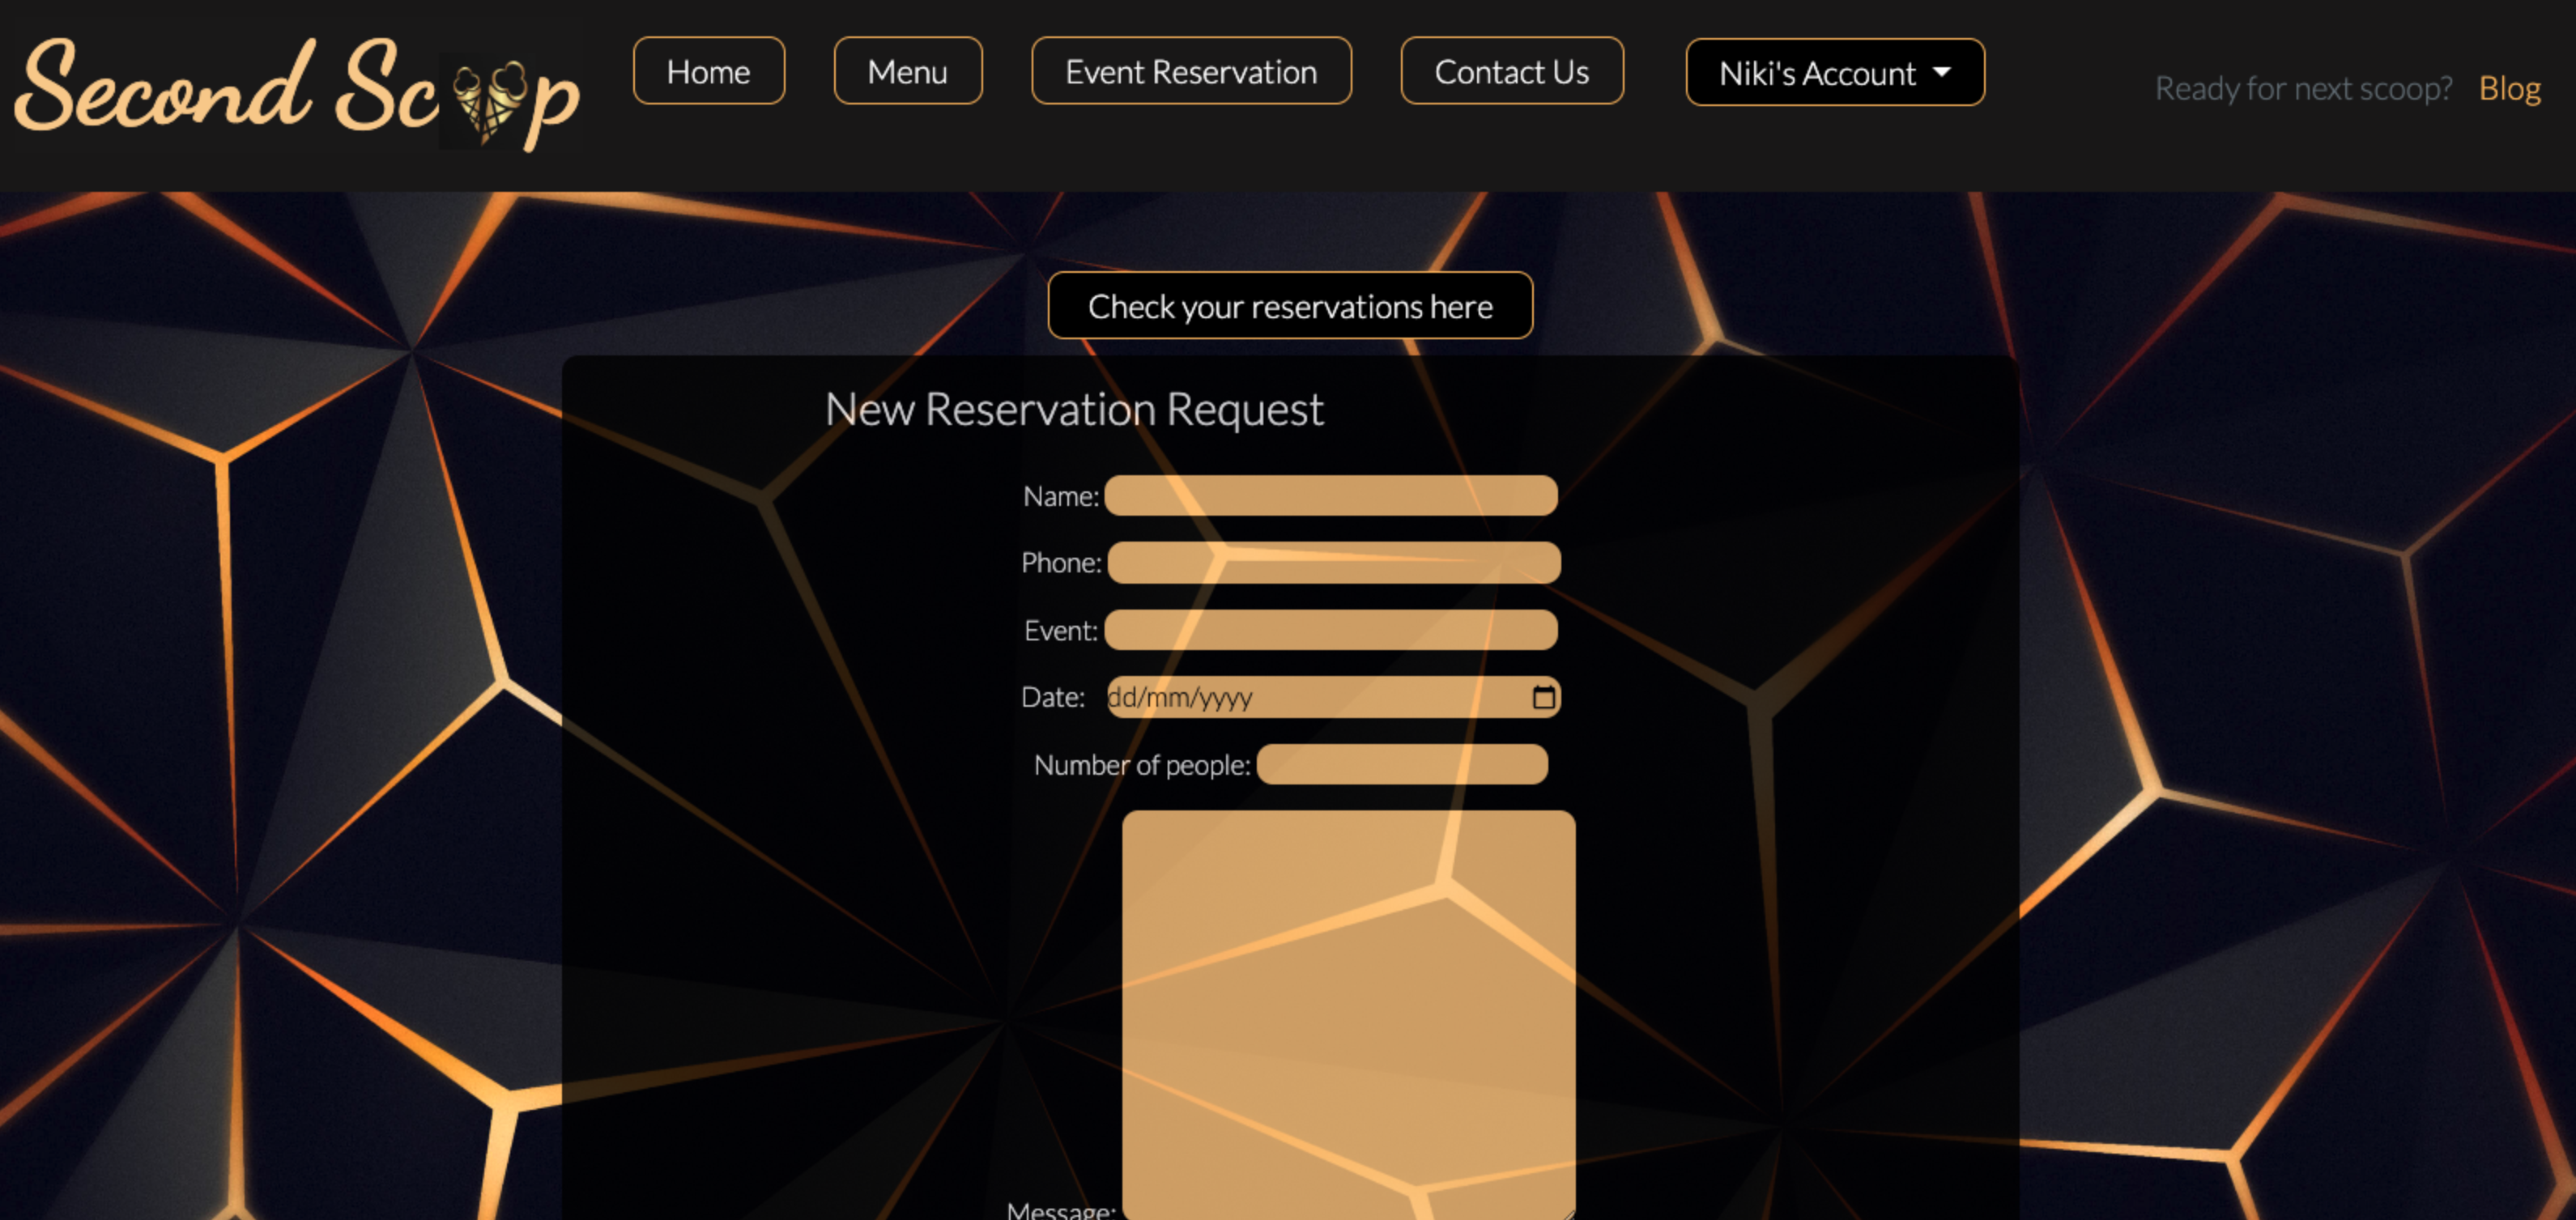 Second Scoop
Home
Menu
Event Reservation
Contact Us
Niki's Account
Ready for next scoop? Blog
Check your reservations here
New Reservation Request
Name:
Phone:
Event:
Date: dd/mm/yyyy
Number of people:
Message: